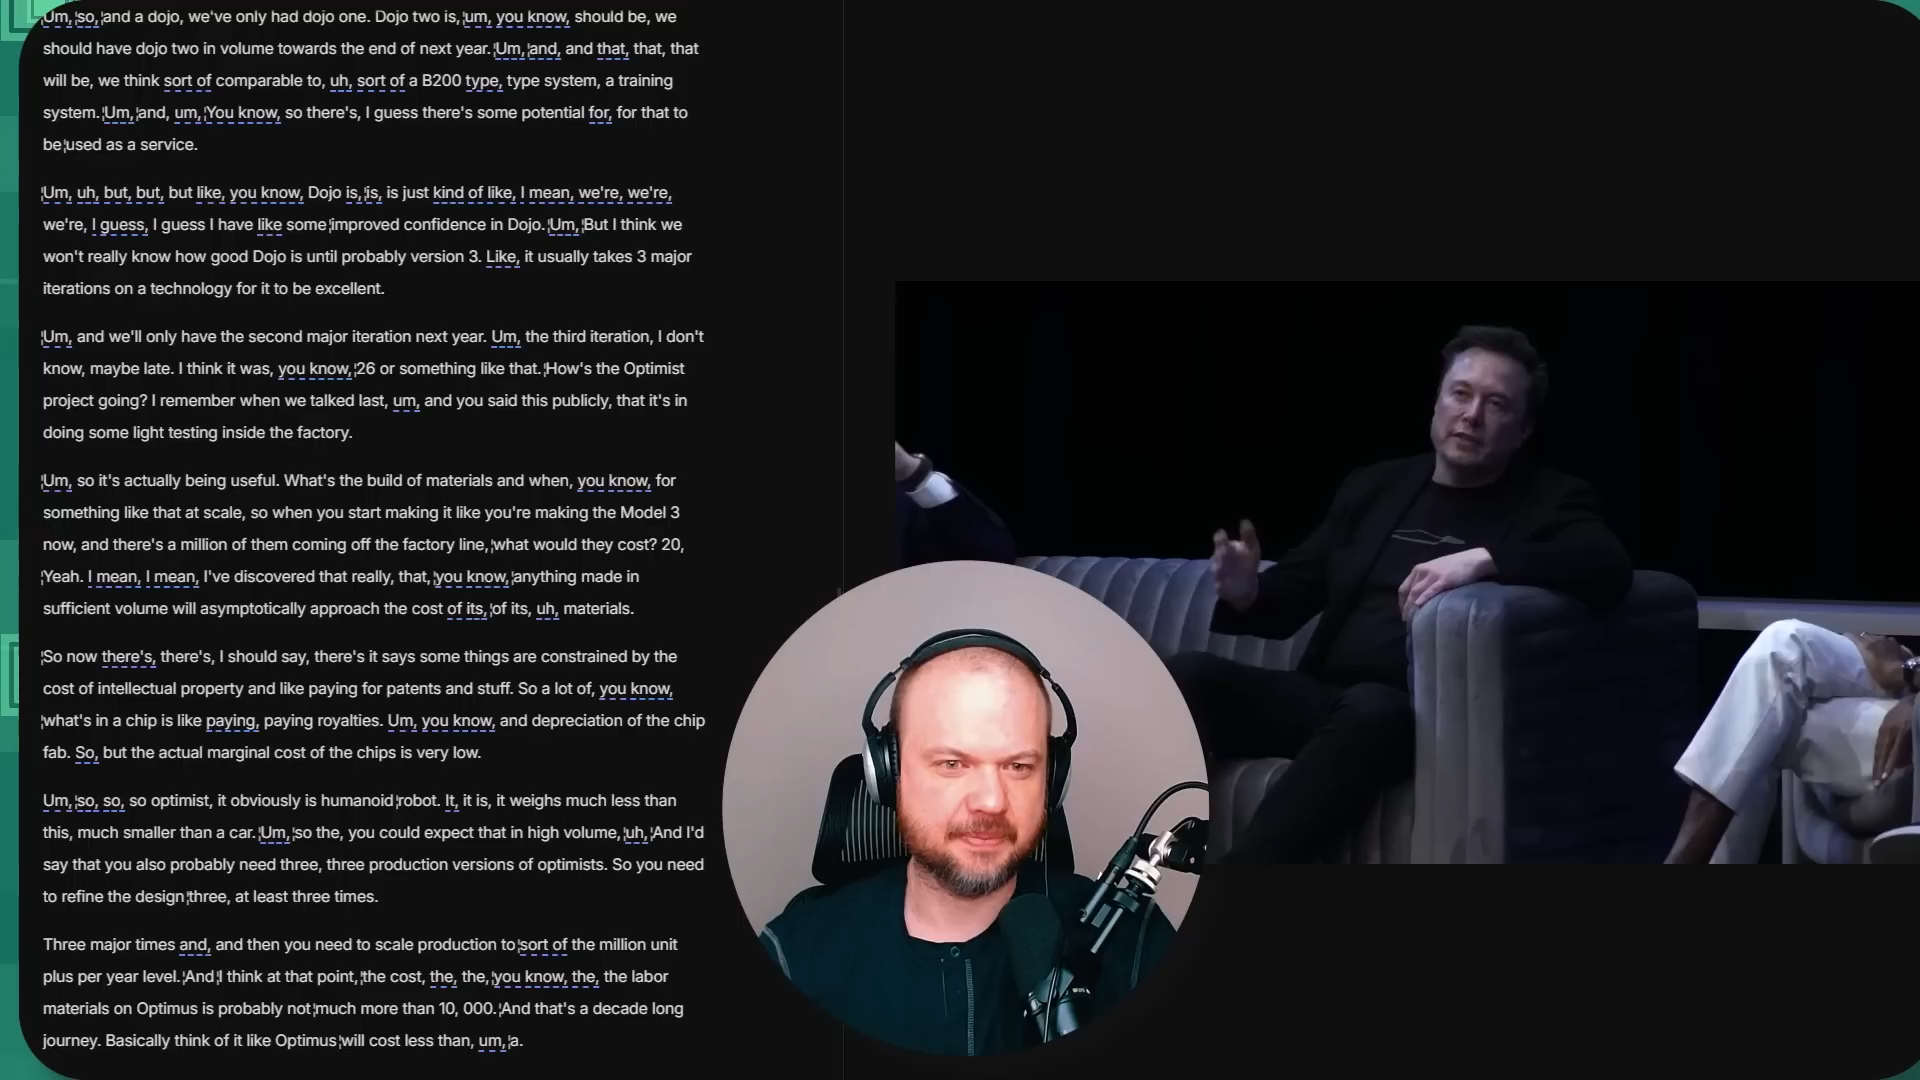 Um, so, and a dojo, we've only had dojo one. Dojo two is, um, you know, should be, we
should have dojo two in volume towards the end of next year. Um, and, and that, that, that
will be, we think sort of comparable to, uh, sort of a B200 type, type system, a training
system. Um, and, um, You know, so there's, I guess there's some potential for, for that to
be used as a service.
Um, uh, but, but, but like, you know, Dojo is, is, is just kind of like, I mean, we're, we're,
we're, I guess, I guess I have like some improved confidence in Dojo. Um, But I think we
won't really know how good Dojo is until probably version 3. Like, it usually takes 3 major
iterations on a technology for it to be excellent.
Um, and we'll only have the second major iteration next year. Um, the third iteration, I don't
know, maybe late. I think it was, you know, 26 or something like that. How's the Optimist
project going? I remember when we talked last, um, and you said this publicly, that it's in
doing some light testing inside the factory.
Um, so it's actually being useful. What's the build of materials and when, you know, for
something like that at scale, so when you start making it like you're making the Model 3
now, and there's a million of them coming off the factory line, what would they cost? 20,
Yeah. I mean, I mean, I've discovered that really, that, you know, anything made in
sufficient volume will asymptotically approach the cost of its, of its, uh, materials.
So now there's, there's, I should say, there's it says some things are constrained by the
cost of intellectual property and like paying for patents and stuff. So a lot of, you know,
what's in a chip is like paying, paying royalties. Um, you know, and depreciation of the chip
fab. So, but the actual marginal cost of the chips is very low.
Um, so, so, so optimist, it obviously is humanoid robot. It, it is, it weighs much less than
this, much smaller than a car. Um, so the, you could expect that in high volume, uh, And I'd
say that you also probably need three, three production versions of optimists. So you need
to refine the design three, at least three times.
Three major times and, and then you need to scale production to sort of the million unit
plus per year level. And I think at that point, the cost, the, the, you know, the, the labor
materials on Optimus is probably not much more than 10, 000. And that's a decade long
journey. Basically think of it like Optimus will cost less than, um, a.